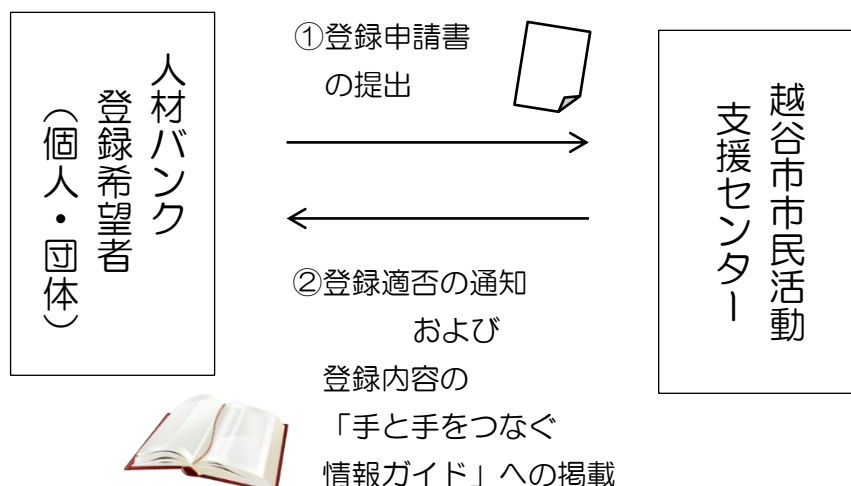 人材バンク
登録希望者
（個人・団体）
①登録申請書
の提出
②登録適否の通知
および
登録内容の
「手と手をつなぐ
情報ガイド」への掲載
越谷市市民活動
支援センター